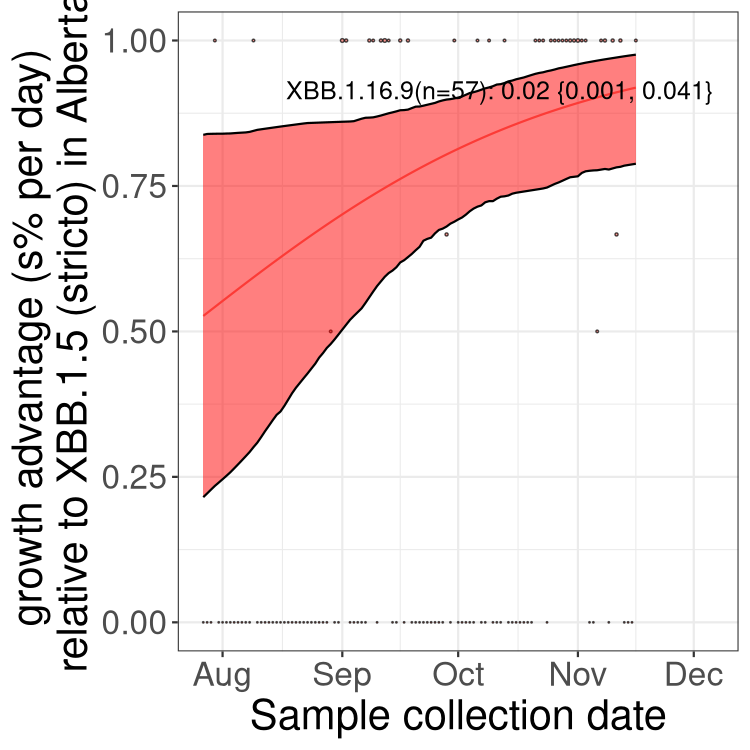 growth advantage (s% per day)
relative to XBB.1.5 (stricto) in Alberta
1.00
0.75
0.50
0.25
0.00
XBB.1.16.9(n=57): 0.02 {0.001, 0.041}
Aug Sep Oct Nov Dec
Sample collection date